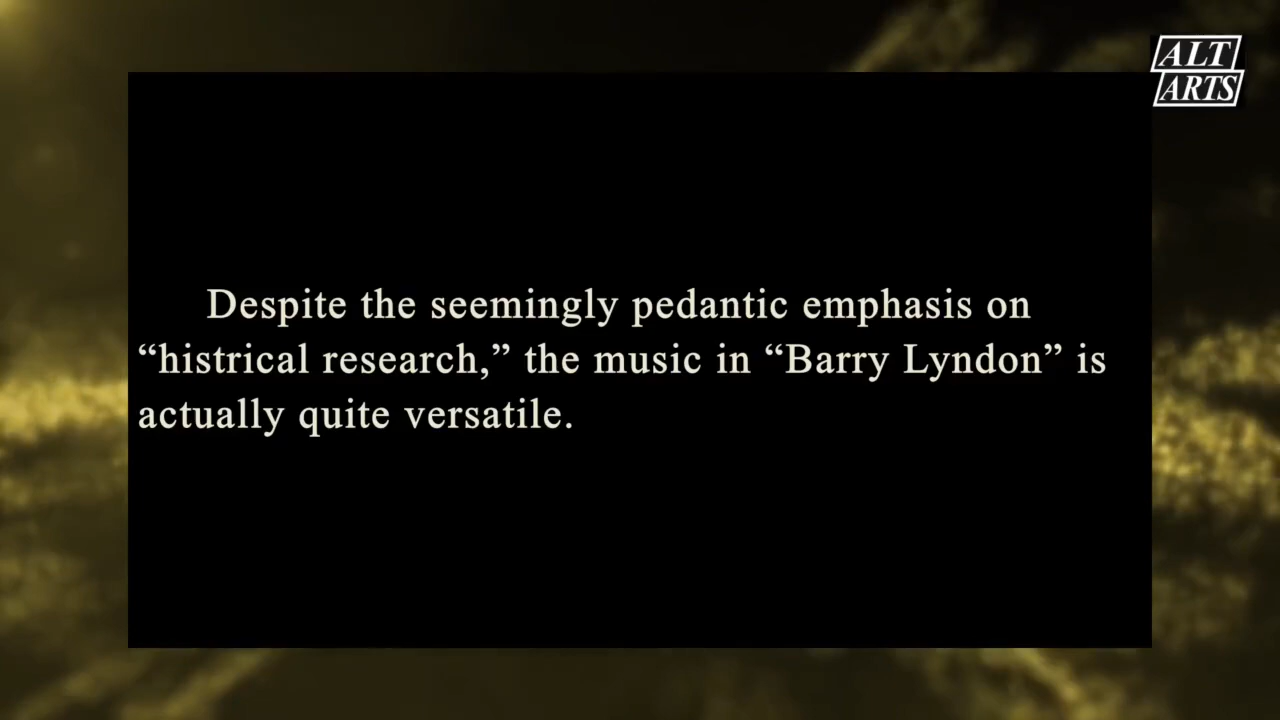 ALT
ARTS
Despite the seemingly pedantic emphasis on
“histrical research,” the music in “Barry Lyndon” is
actually quite versatile.